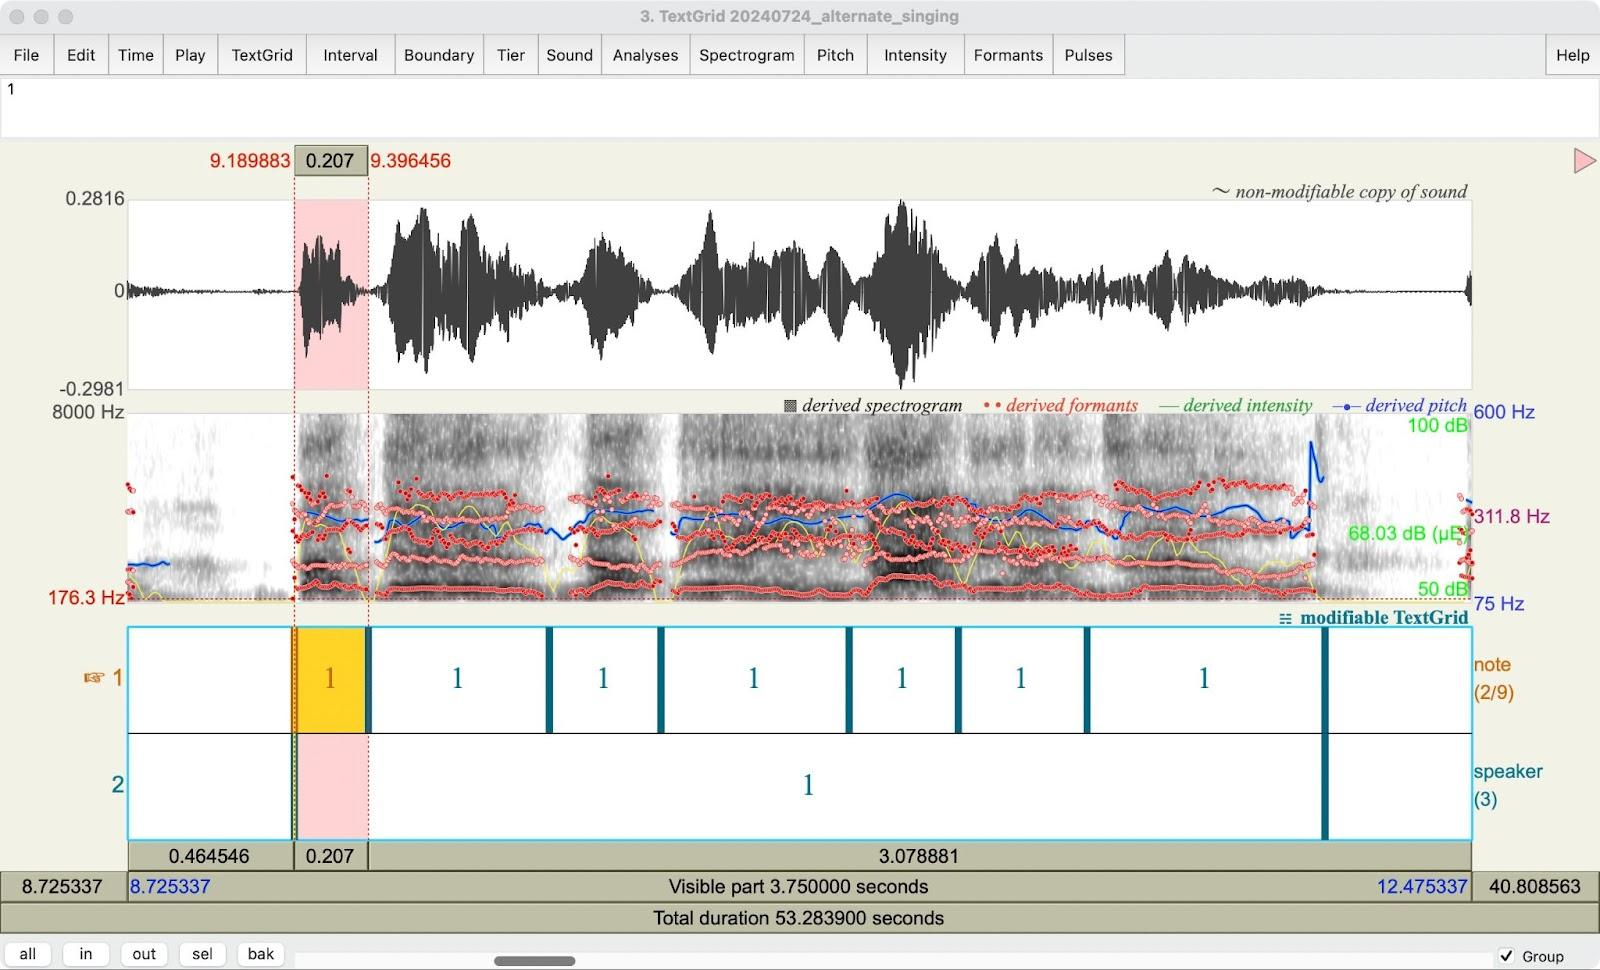 3. TextGrid 20240724_alternate_singing
File Edit Time Play TextGrid Interval Boundary Tier Sound Analyses Spectrogram Pitch Intensity Formants Pulses Help
1
9.189883 0.207 9.396456
0.2816 ~ non-modifiable copy of sound
0
-0.2981
8000 Hz derived spectrogram derived formants derived intensity derived pitch 600 Hz
100 dB
311.8 Hz
68.03 dB (µE)
50 dB
176.3 Hz 75 Hz
modifiable TextGrid
1 1 1 1 1 1 1 1 note
(2/9)
2 1 speaker
(3)
0.464546 0.207 3.078881
8.725337 8.725337 Visible part 3.750000 seconds 12.475337 40.808563
Total duration 53.283900 seconds
all in out sel bak Group